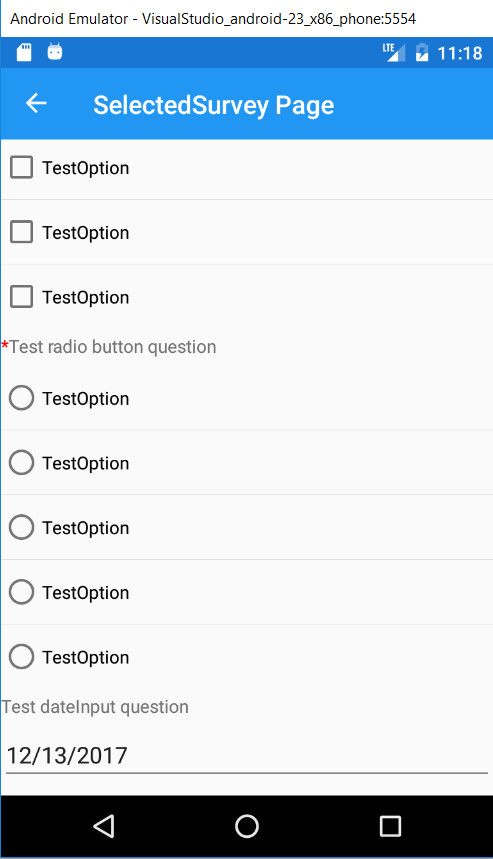 Android Emulator - VisualStudio_android-23_x86_phone:5554
LTE 11:18
SelectedSurvey Page
TestOption
TestOption
TestOption
*Test radio button question
TestOption
TestOption
TestOption
TestOption
TestOption
Test dateInput question
12/13/2017